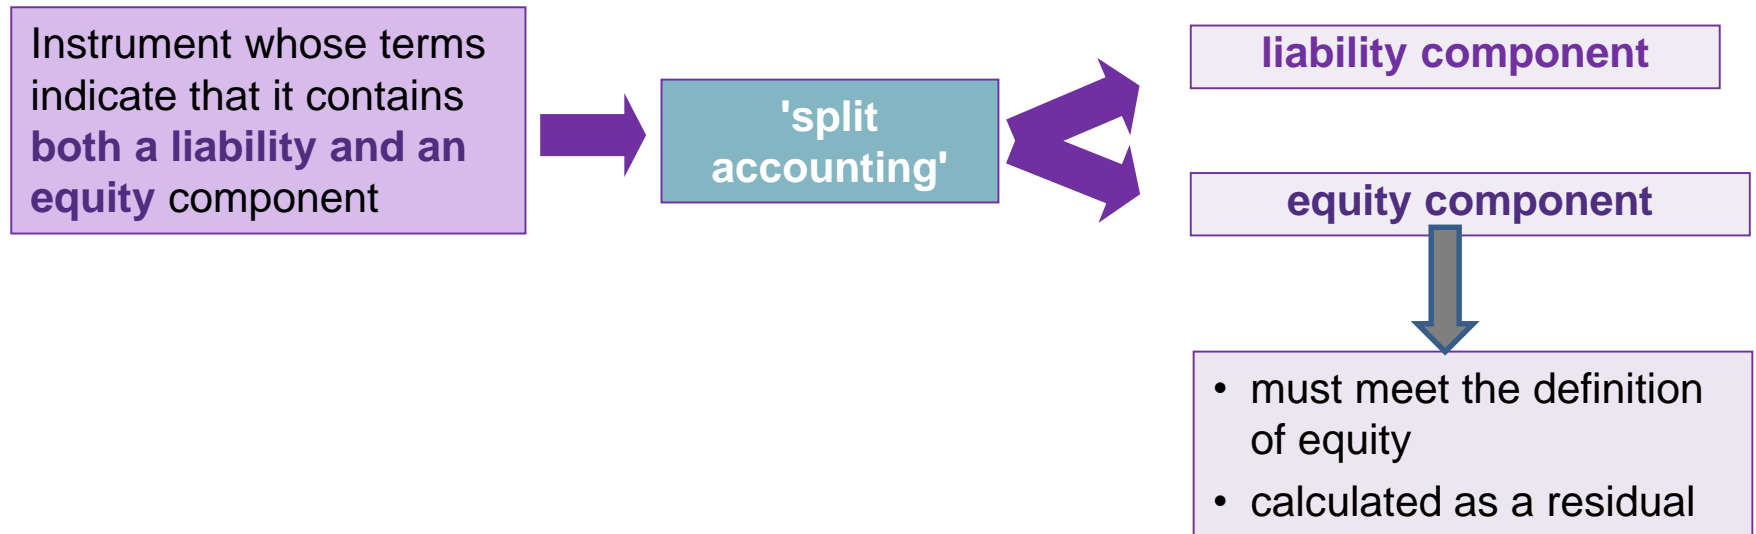 Instrument whose terms
indicate that it contains
both a liability and an
equity component
'split
accounting'
liability component
equity component
• must meet the definition
of equity
• calculated as a residual